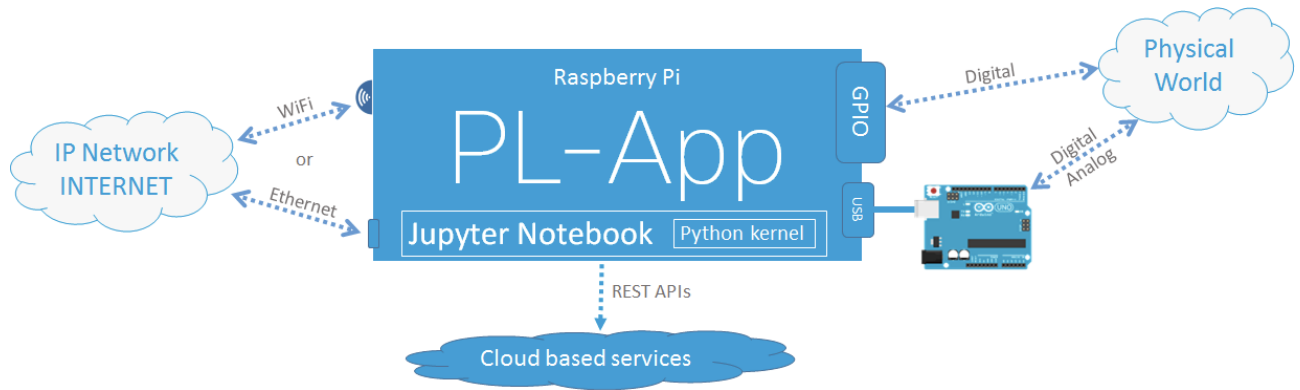 Raspberry Pi
PL-App
Jupyter Notebook
Python kernel
GPIO
USB
WiFi
or
Ethernet
IP Network
INTERNET
Digital
Physical
World
Digital
Analog
UNO
REST APIs
Cloud based services